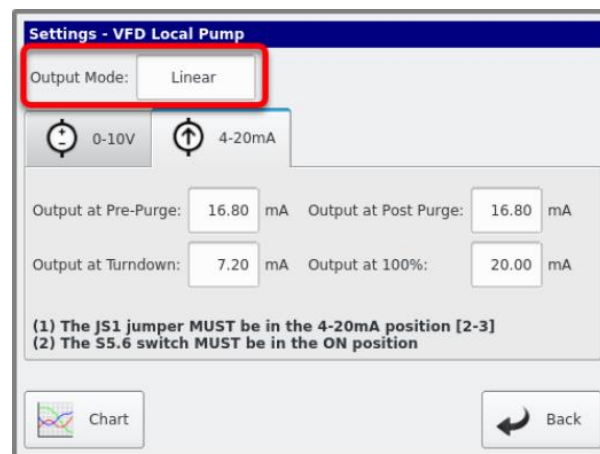 Settings - VFD Local Pump
Output Mode: Linear
0-10V 4-20mA
Output at Pre-Purge: 16.80 mA Output at Post Purge: 16.80 mA
Output at Turndown: 7.20 mA Output at 100%: 20.00 mA
(1) The JS1 jumper MUST be in the 4-20mA position [2-3]
(2) The S5.6 switch MUST be in the ON position
Chart Back